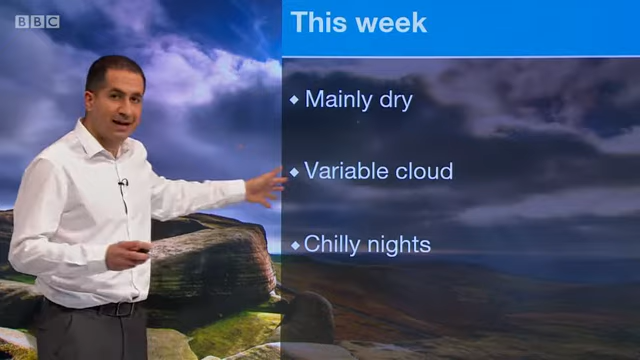 BBC
This week
Mainly dry
Variable cloud
Chilly nights